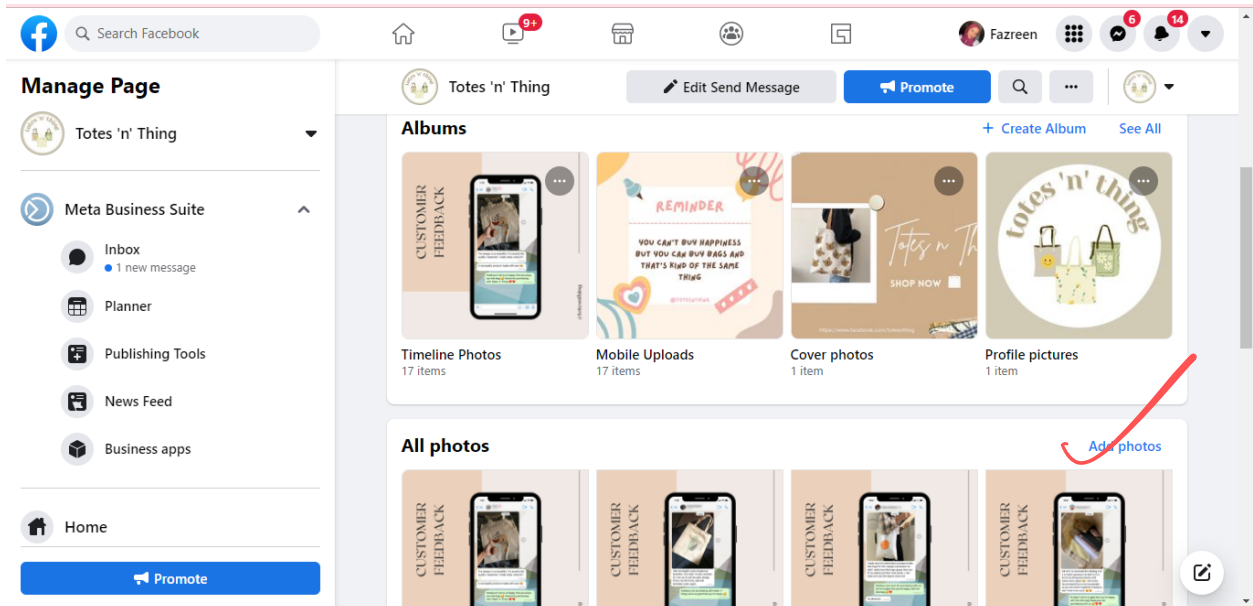 Search Facebook
9+
Fazreen
6
14
Manage Page
Totes 'n' Thing
Meta Business Suite
Inbox
1 new message
Planner
Publishing Tools
News Feed
Business apps
Home
Promote
Totes 'n' Thing
Edit Send Message
Promote
Albums
+ Create Album
See All
CUSTOMER
FEEDBACK
REMINDER
YOU CAN'T BUY HAPPINESS
BUT YOU CAN BUY BAGS AND
THAT'S KIND OF THE SAME
THING
Totes n Th
SHOP NOW
totes 'n' thing
Timeline Photos
17 items
Mobile Uploads
17 items
Cover photos
1 item
Profile pictures
1 item
All photos
Add photos
CUSTOMER
FEEDBACK
CUSTOMER
FEEDBACK
CUSTOMER
FEEDBACK
CUSTOMER
FEEDBACK